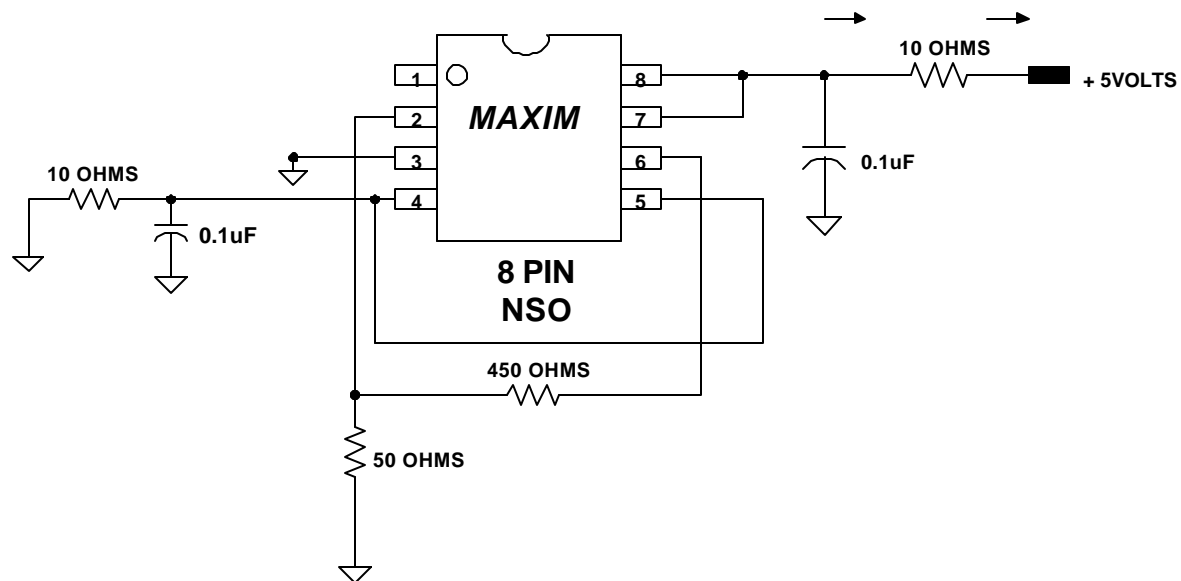 10 OHMS
+ 5VOLTS
1
8
2
MAXIM
7
3
6
4
5
0.1uF
10 OHMS
0.1uF
8 PIN
NSO
450 OHMS
50 OHMS